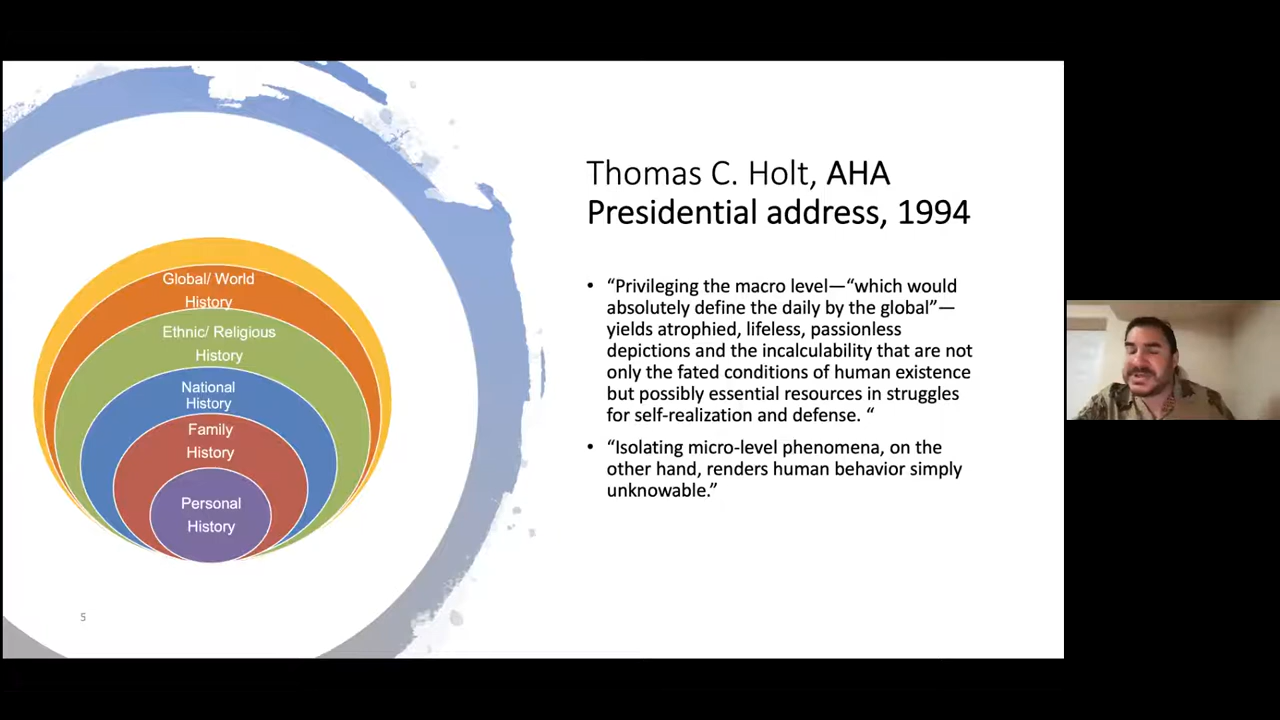 Thomas C. Holt, AHA
Presidential address, 1994
Global/ World
History
Ethnic/ Religious
History
National
History
Family
History
Personal
History
• “Privileging the macro level—“which would
absolutely define the daily by the global”—
yields atrophied, lifeless, passionless
depictions and the incalculability that are not
only the fated conditions of human existence
but possibly essential resources in struggles
for self-realization and defense. “
• “Isolating micro-level phenomena, on the
other hand, renders human behavior simply
unknowable.”
5